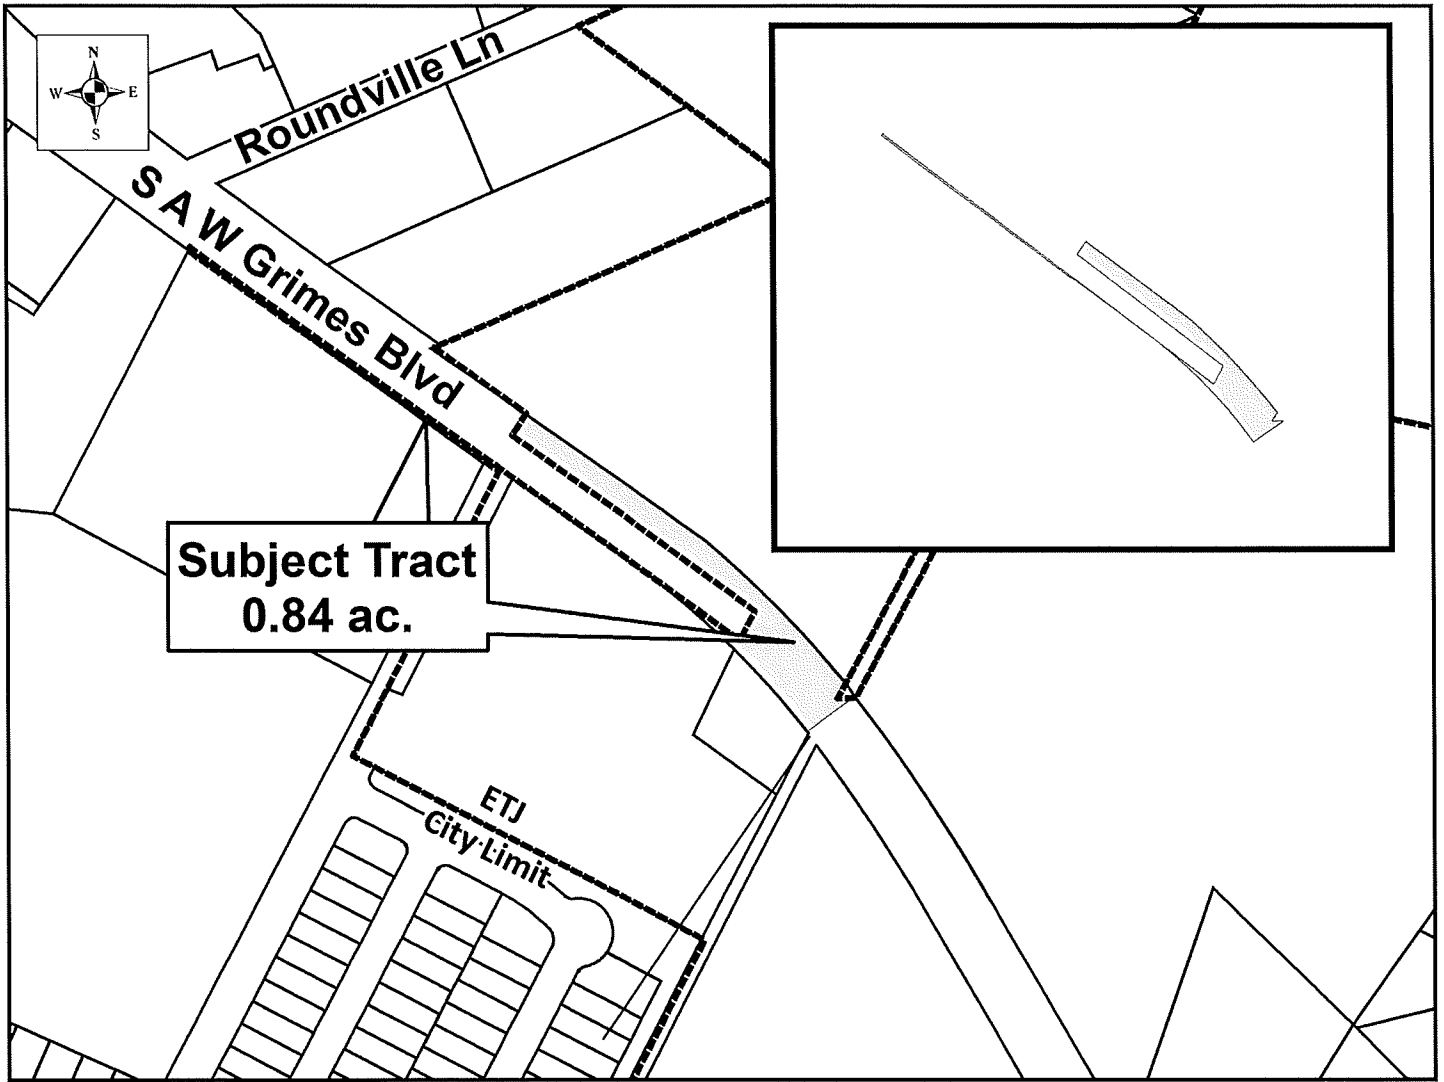 N
W E
S
Roundville Ln
S A W Grimes Blvd
Subject Tract
0.84 ac.
ETJ
City Limit